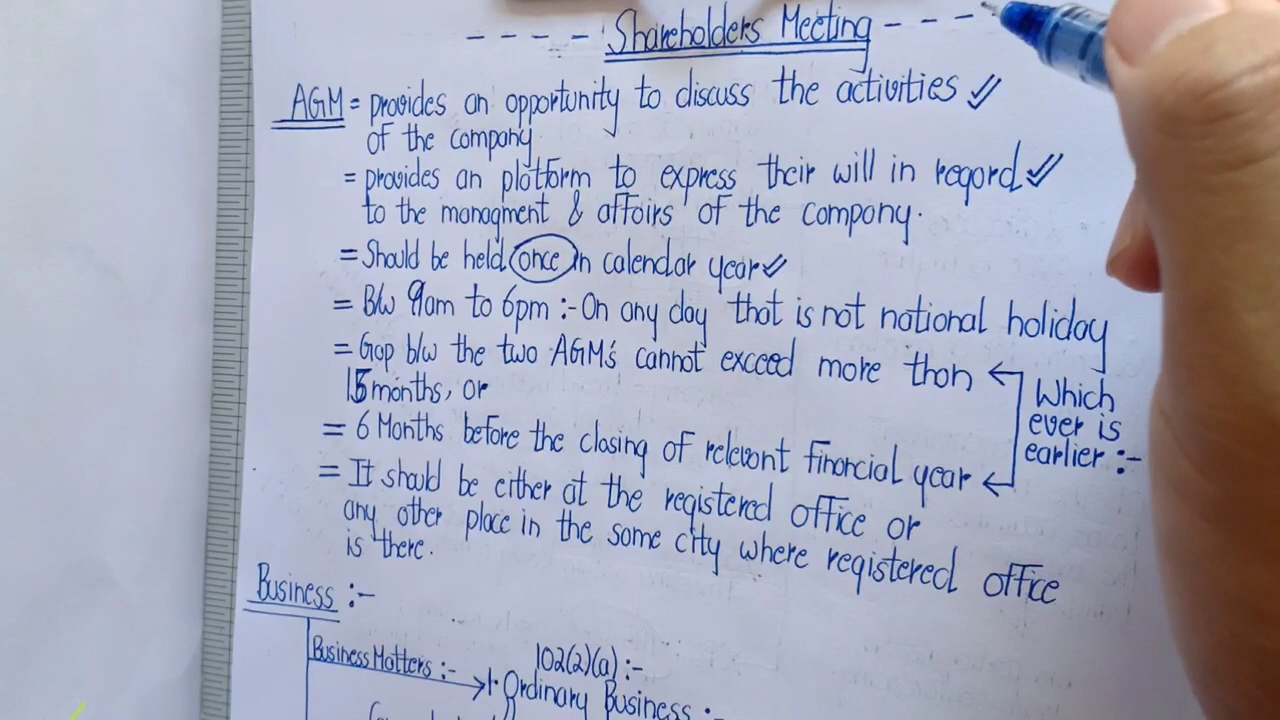 ---- Shareholders Meeting ---
AGM = provides an opportunity to discuss the activities
of the company
= provides an platform to express their will in regard
to the managment & affairs of the company.
= Should be held once in calendar year
= B/w 9am to 6pm :- On any day that is not national holiday
= Gap b/w the two AGM's cannot exceed more than
15 months, or
Which
ever is
earlier :-
= 6 Months before the closing of relevant financial year
= It should be either at the registered office or
any other place in the same city where registered office
is there.
Business :-
Business Matters :-
102(2)(a) :-
1. Ordinary Business :-